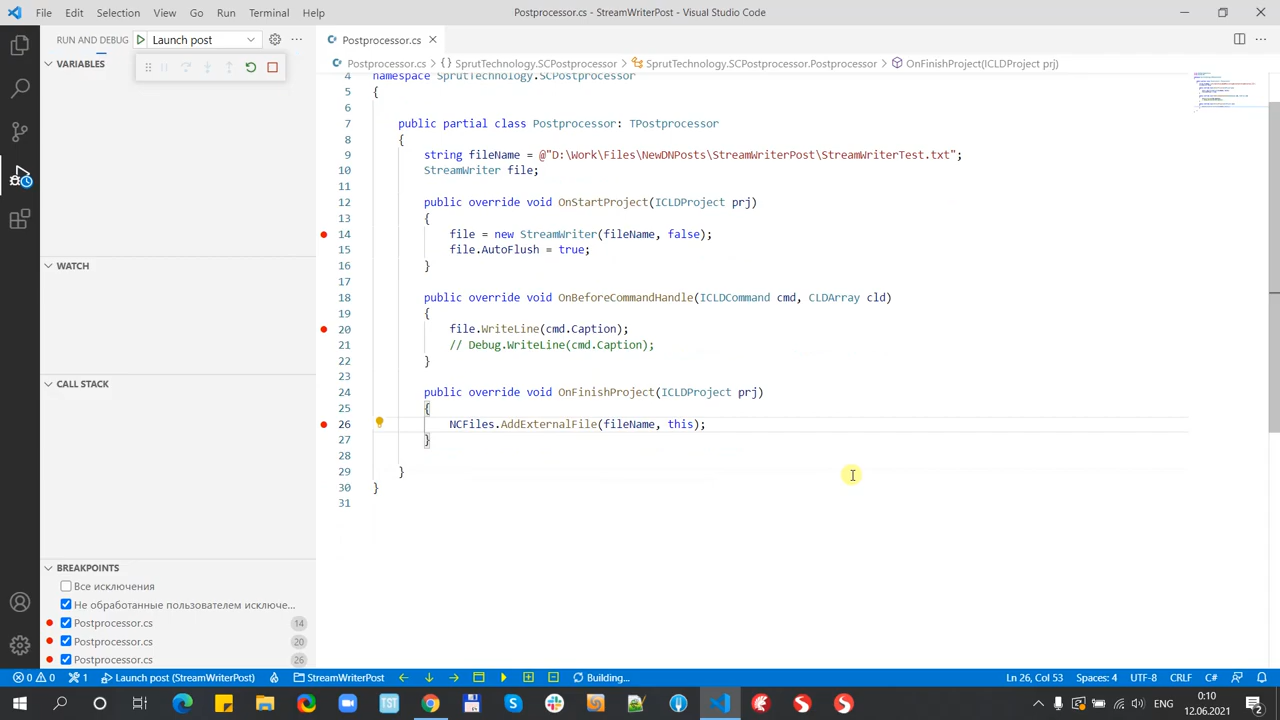 File Edit Selection View Go Run Terminal Help Postprocessor.cs - StreamWriterPost - Visual Studio Code
RUN AND DEBUG Launch post
Postprocessor.cs
VARIABLES
Postprocessor.cs SprutTechnology.SCPostprocessor SprutTechnology.SCPostprocessor.Postprocessor OnFinishProject(ICLDProject prj)
4 namespace SprutTechnology.SCPostprocessor
5 {
6
7 public partial class Postprocessor: TPostprocessor
8 {
9 string fileName = @"D:\Work\Files\NewDNPosts\StreamWriterPost\StreamWriterTest.txt";
10 StreamWriter file;
11
12 public override void OnStartProject(ICLDProject prj)
13 {
14 file = new StreamWriter(fileName, false);
15 file.AutoFlush = true;
16 }
17
18 public override void OnBeforeCommandHandle(ICLDCommand cmd, CLDArray cld)
19 {
20 file.WriteLine(cmd.Caption);
21 // Debug.WriteLine(cmd.Caption);
22 }
23
24 public override void OnFinishProject(ICLDProject prj)
25 {
26 NCFiles.AddExternalFile(fileName, this);
27 }
28
29 }
30 }
31
WATCH
CALL STACK
BREAKPOINTS
Все исключения
Не обработанные пользователем исключе...
Postprocessor.cs 14
Postprocessor.cs 20
Postprocessor.cs 26
0 0 1 Launch post (StreamWriterPost) StreamWriterPost Building... Ln 26, Col 53 Spaces: 4 UTF-8 CRLF C#
TST ENG 0:10
12.06.2021 2